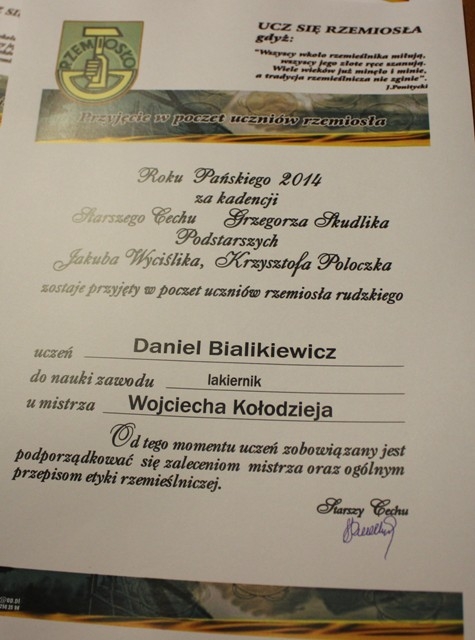 RZEMIOSKO
UCZ SIĘ RZEMIOSŁA
gdyż:
"Wszyscy wkoło rzemieślnika miłują,
wszyscy jego złote ręce szanują.
Wiele wieków już minęło i minie,
a tradycja rzemieślnicza nie zginie".
Przyjęcie w poczet uczniów rzemiosła
Roku Pańskiego 2014
za kadencji
Starszego Cechu Grzegorza Skudlika
Podstarszych
Jakuba Wyciślika, Krzysztofa Poloczka
zostaje przyjęty w poczet uczniów rzemiosła rudzkiego
uczeń Daniel Bialikiewicz
do nauki zawodu lakiernik
u mistrza Wojciecha Kołodzieja
Od tego momentu uczeń zobowiązany jest
podporządkować się zaleceniom mistrza oraz ogólnym
przepisom etyki rzemieślniczej.
Starszy Cechu